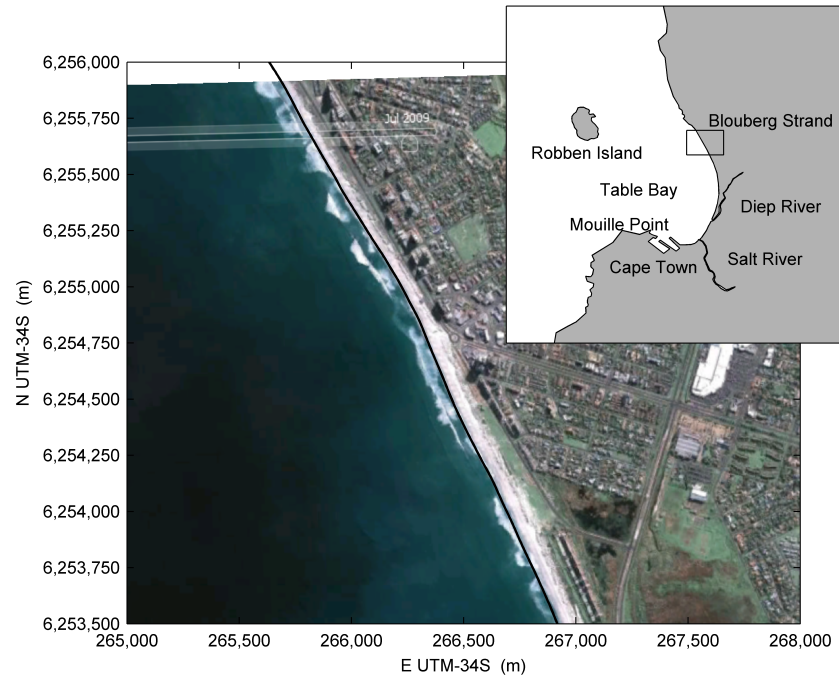 6,256,000
6,255,750
6,255,500
6,255,250
6,255,000
6,254,750
6,254,500
6,254,250
6,254,000
6,253,750
6,253,500
N UTM-34S (m)
265,000 265,500 266,000 266,500 267,000 267,500 268,000
E UTM-34S (m)
Jul 2009
Blouberg Strand
Robben Island
Table Bay
Diep River
Mouille Point
Salt River
Cape Town